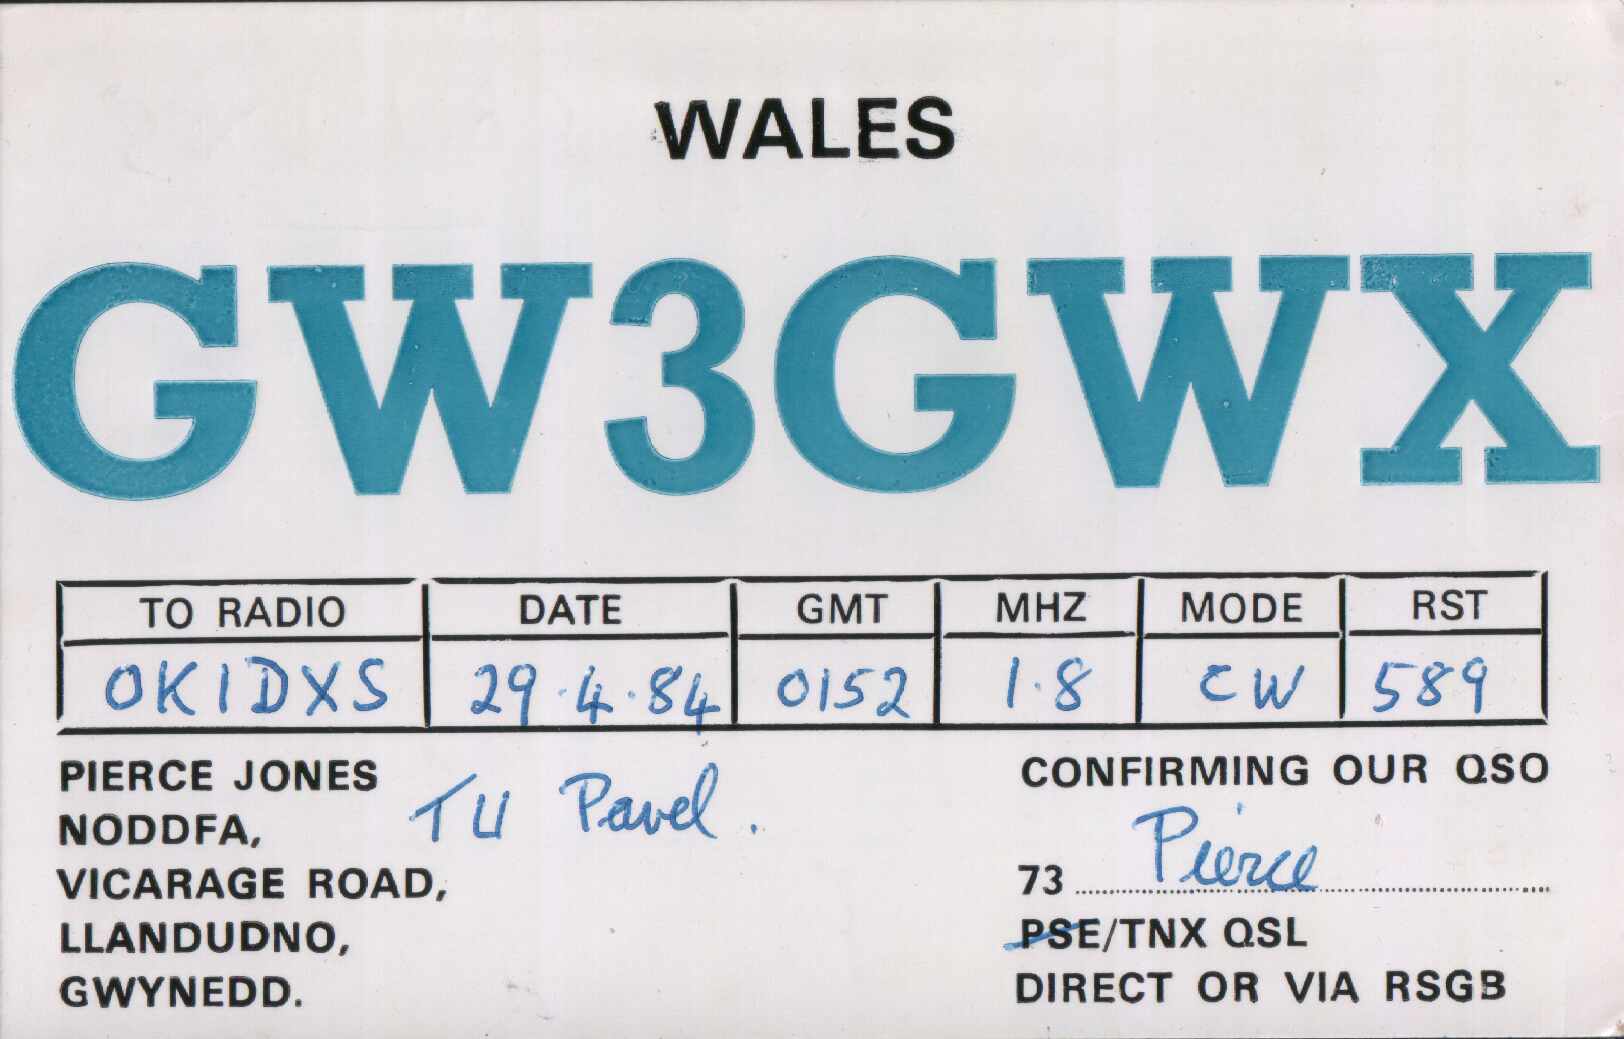 WALES
GW3GWX
TO RADIO DATE GMT MHZ MODE RST
OK1DXS 29.4.84 0152 1.8 CW 589
PIERCE JONES
NODDFA,
VICARAGE ROAD,
LLANDUDNO,
GWYNEDD.
TU Pavel.
CONFIRMING OUR QSO
73 Pierce
PSE/TNX QSL
DIRECT OR VIA RSGB